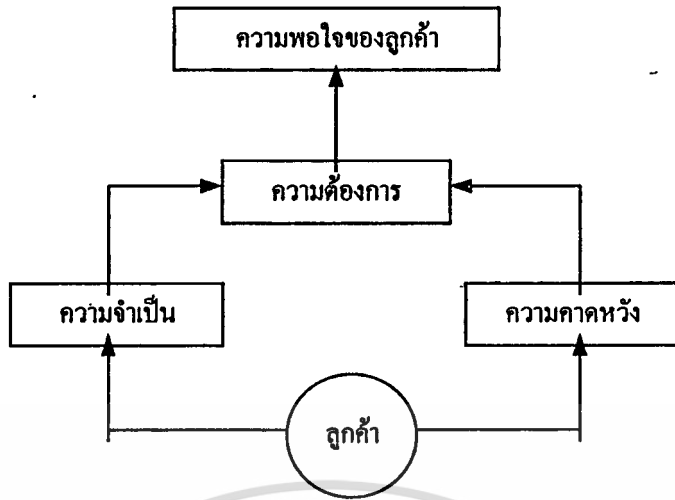 ความพอใจของลูกค้า
ความต้องการ
ความจำเป็น
ความคาดหวัง
ลูกค้า